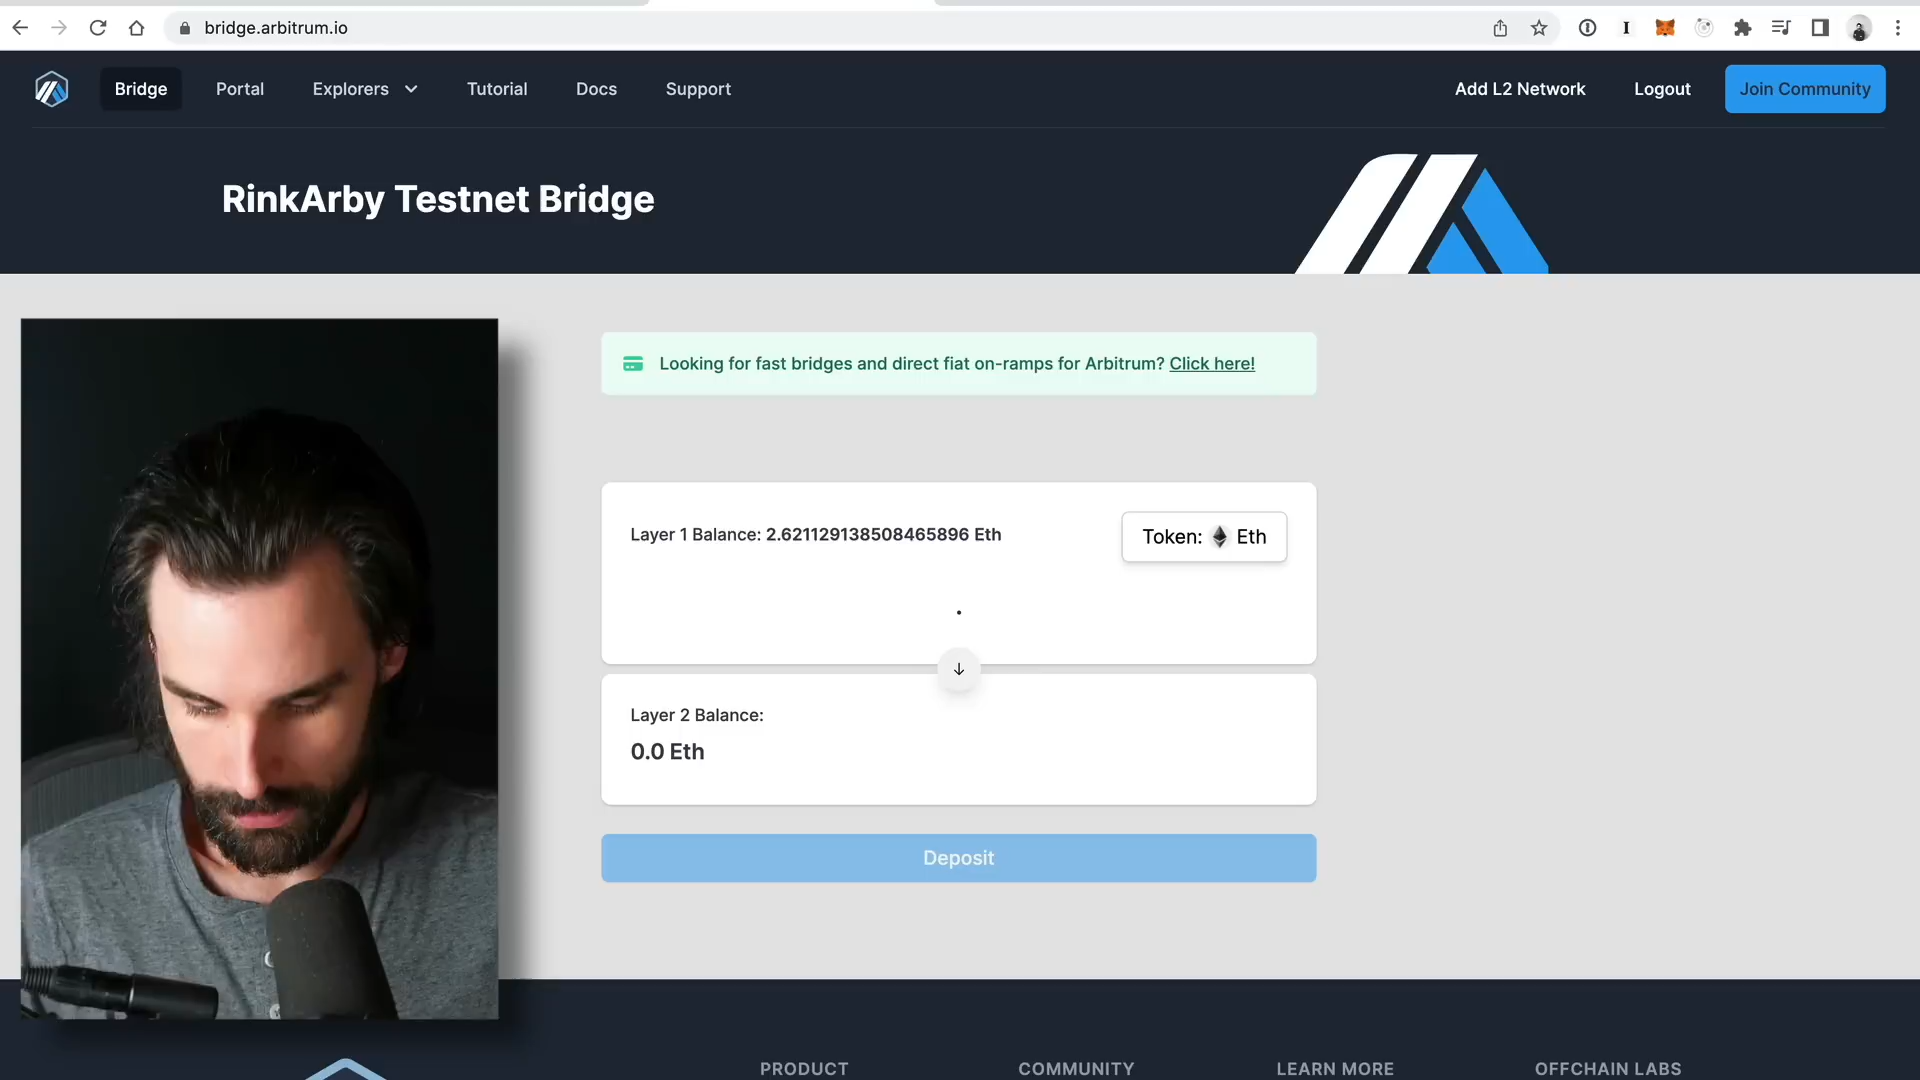 bridge.arbitrum.io
Bridge
Portal
Explorers
Tutorial
Docs
Support
Add L2 Network
Logout
Join Community
RinkArby Testnet Bridge
Looking for fast bridges and direct fiat on-ramps for Arbitrum? Click here!
Layer 1 Balance: 2.621129138508465896 Eth
Token: Eth
.
Layer 2 Balance:
0.0 Eth
Deposit
PRODUCT
COMMUNITY
LEARN MORE
OFFCHAIN LABS